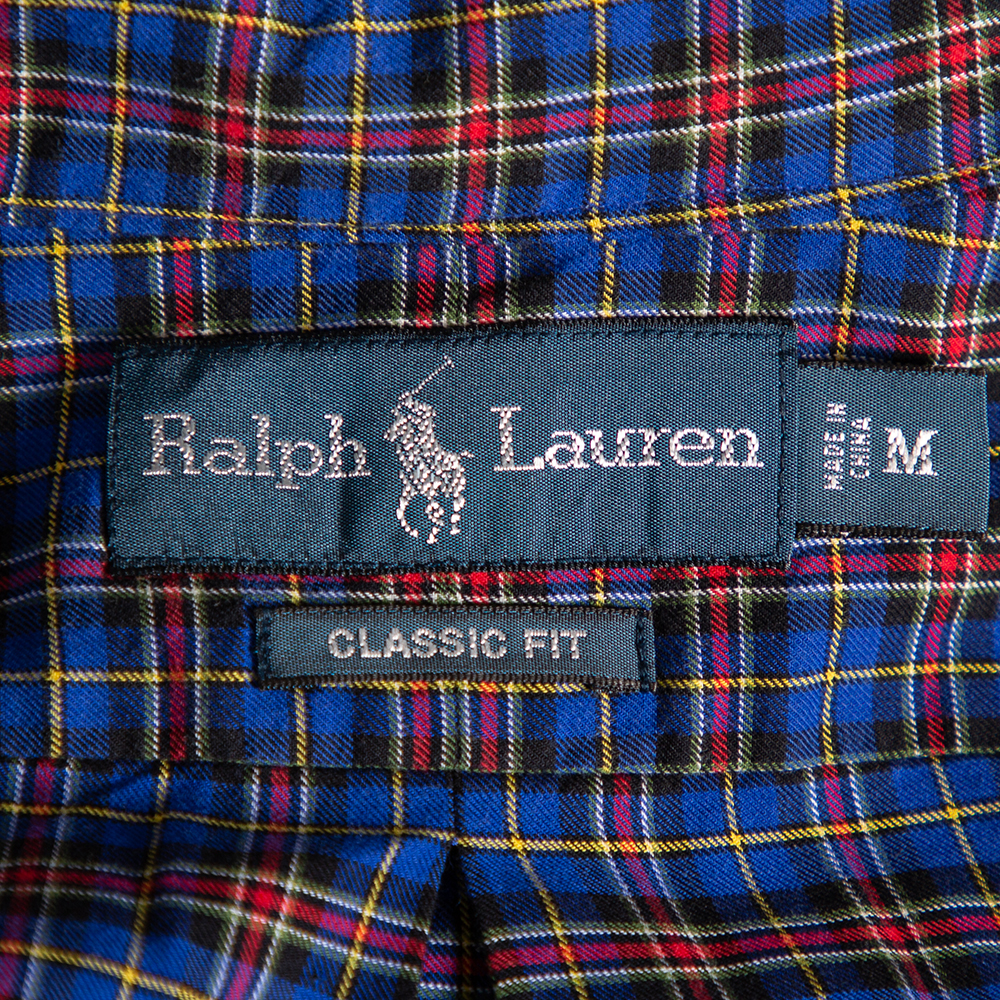 Ralph Lauren
MADE IN
CHINA
M
CLASSIC FIT